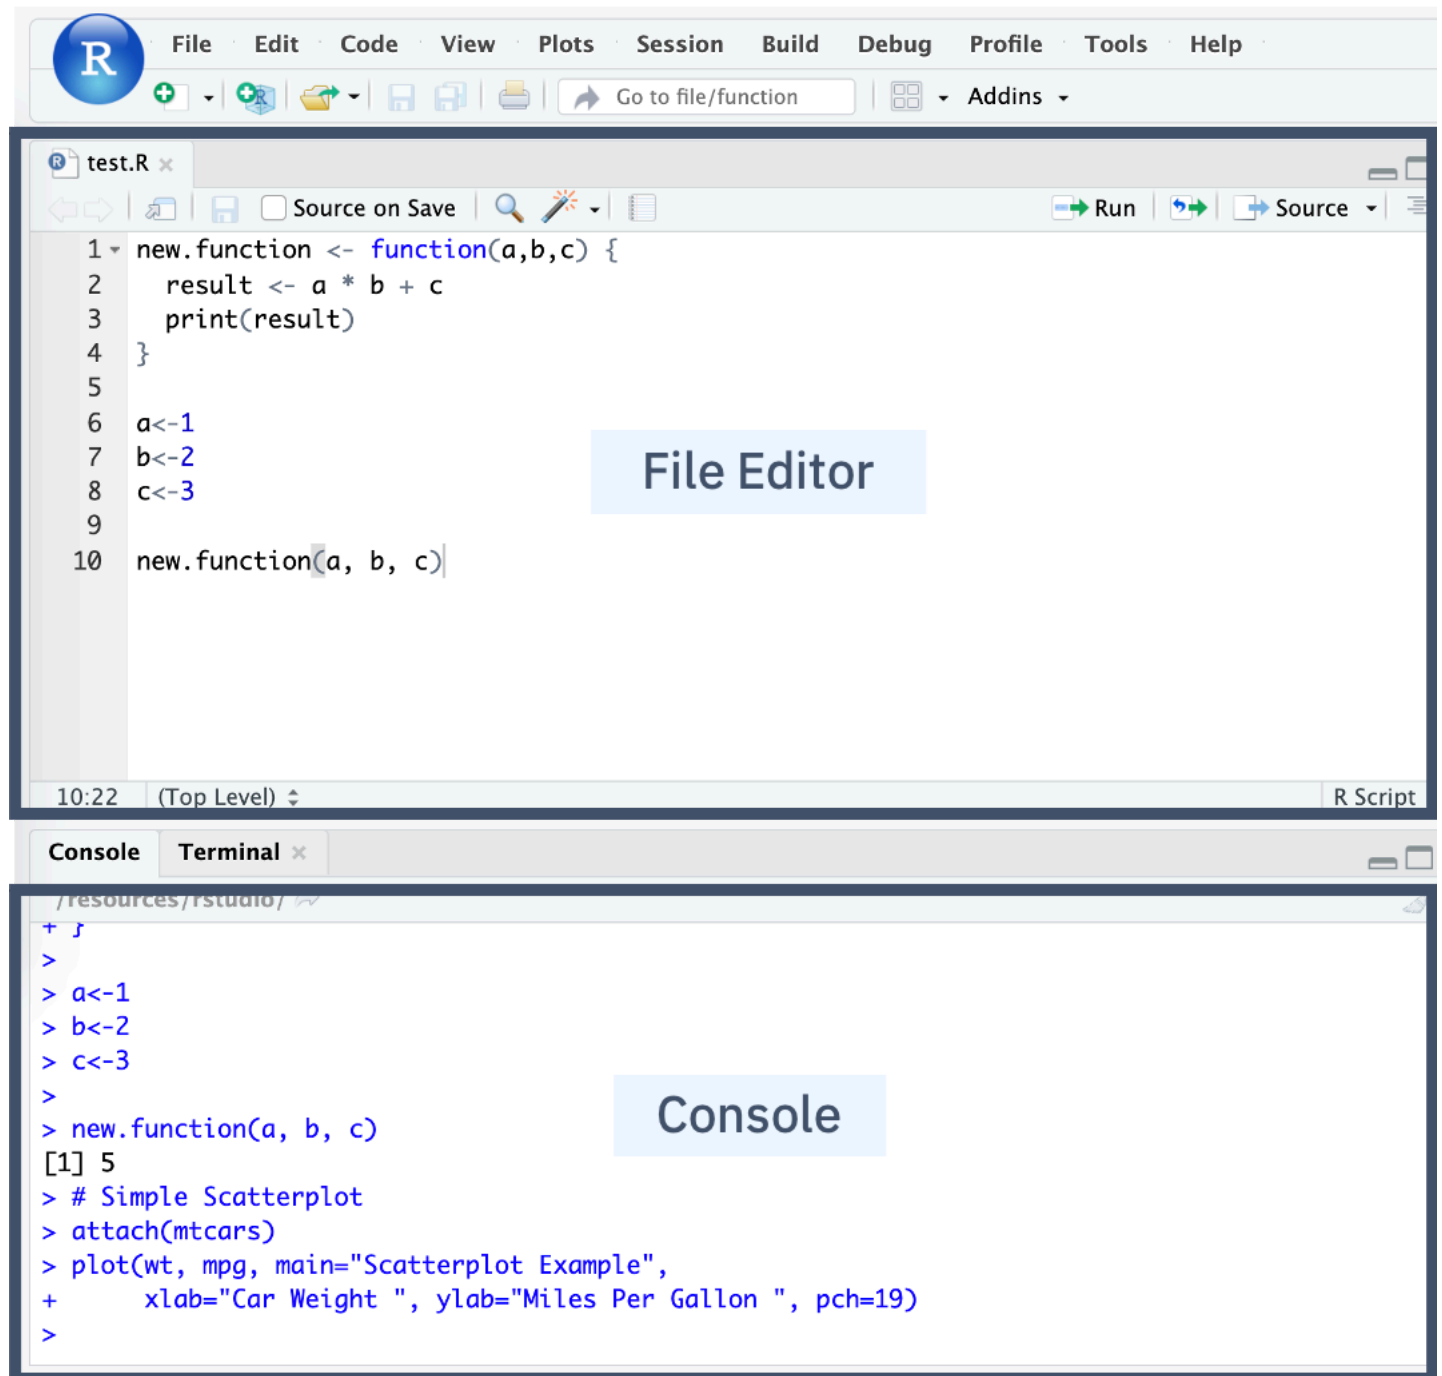 R File Edit Code View Plots Session Build Debug Profile Tools Help
R Go to file/function Addins
R test.R
Source on Save Run Source
1 new.function <- function(a,b,c) {
2   result <- a * b + c
3   print(result)
4 }
5
6 a<-1
7 b<-2
8 c<-3
9
10 new.function(a, b, c)
File Editor
10:22 (Top Level) R Script
Console Terminal
/resources/rstudio/
+ }
>
> a<-1
> b<-2
> c<-3
>
> new.function(a, b, c)
[1] 5
> # Simple Scatterplot
> attach(mtcars)
> plot(wt, mpg, main="Scatterplot Example",
+      xlab="Car Weight ", ylab="Miles Per Gallon ", pch=19)
>
Console